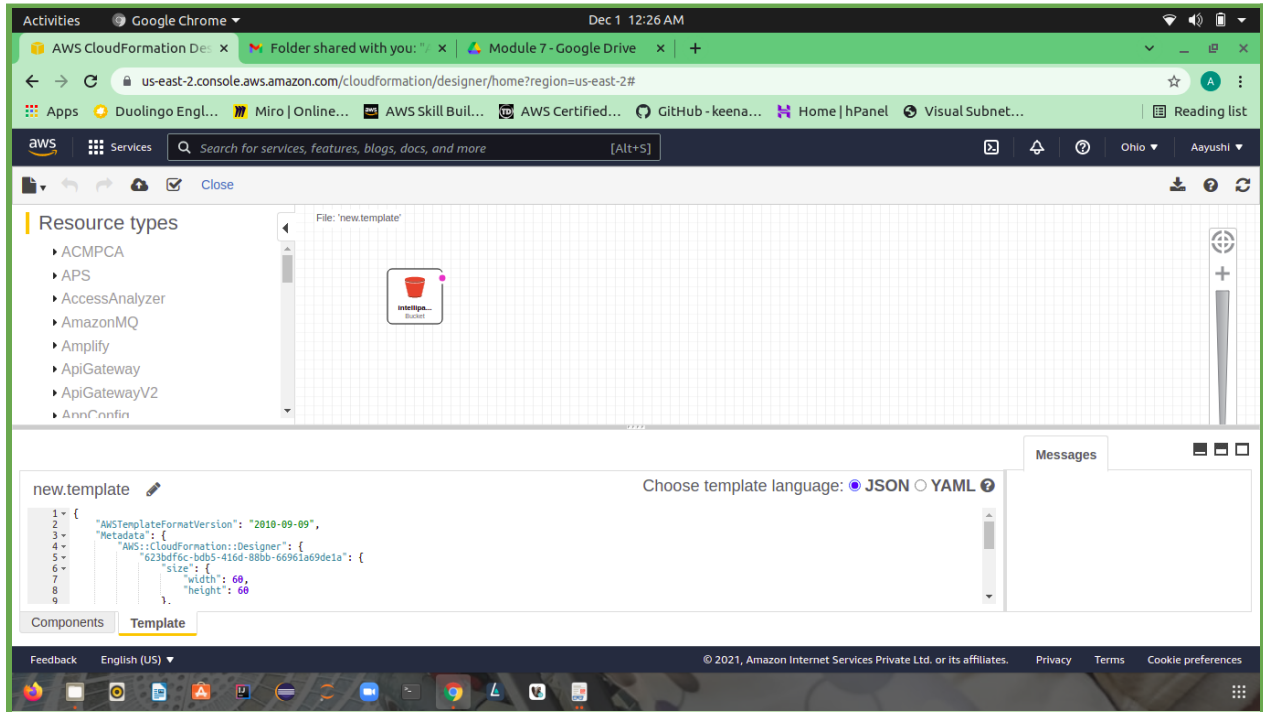 Activities Google Chrome Dec 1 12:26 AM
AWS CloudFormation Des Folder shared with you: "A Module 7 - Google Drive
us-east-2.console.aws.amazon.com/cloudformation/designer/home?region=us-east-2#
Apps Duolingo Engl... Miro | Online... AWS Skill Buil... AWS Certified... GitHub - keena... Home | hPanel Visual Subnet... Reading list
aws Services Search for services, features, blogs, docs, and more [Alt+S] Ohio Aayushi
Close
Resource types
File: 'new.template'
ACMPCA
APS
AccessAnalyzer
AmazonMQ
Amplify
ApiGateway
ApiGatewayV2
AppConfig
Intellipa...
Bucket
Messages
new.template Choose template language: JSON YAML
1 {
2 "AWSTemplateFormatVersion": "2010-09-09",
3 "Metadata": {
4 "AWS::CloudFormation::Designer": {
5 "623bdf6c-bdb5-416d-88bb-66961a69de1a": {
6 "size": {
7 "width": 60,
8 "height": 60
9 },
Components Template
Feedback English (US) © 2021, Amazon Internet Services Private Ltd. or its affiliates. Privacy Terms Cookie preferences